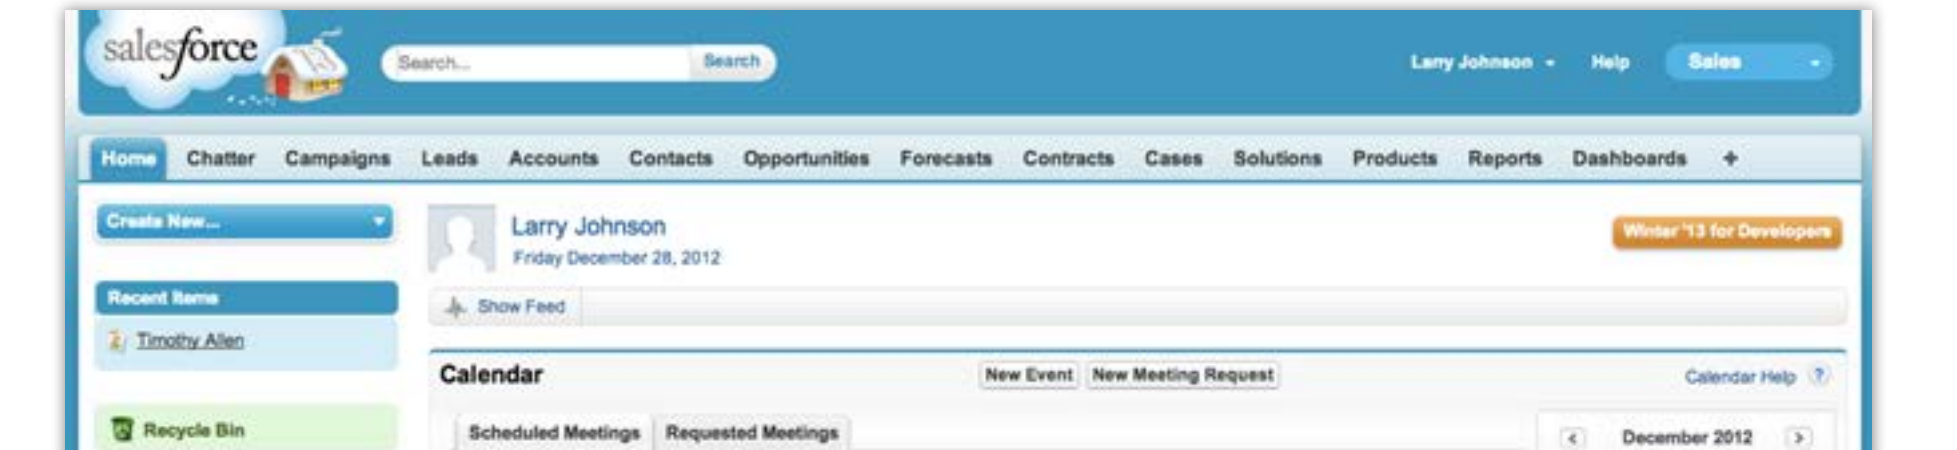 salesforce
Search... Search
Larry Johnson Help Sales
Home Chatter Campaigns Leads Accounts Contacts Opportunities Forecasts Contracts Cases Solutions Products Reports Dashboards +
Create New...
Larry Johnson
Friday December 28, 2012
Winter '13 for Developers
Recent Items
Show Feed
Timothy Allen
Calendar New Event New Meeting Request Calendar Help ?
Recycle Bin
Scheduled Meetings Requested Meetings
< December 2012 >